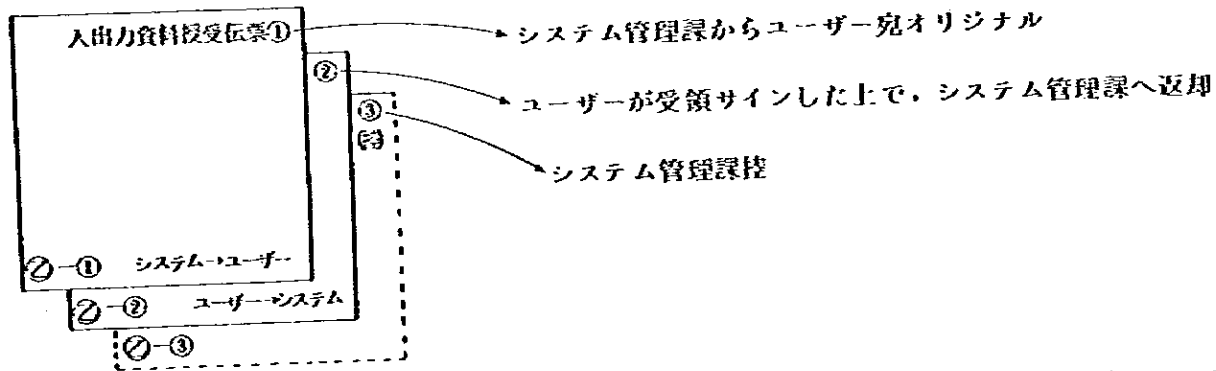 入出力資料授受伝票①
システム管理課からユーザー宛オリジナル
②
ユーザーが受領サインした上で，システム管理課へ返却
③
システム管理課控
②-① システム→ユーザー
②-② ユーザー→システム
②-③